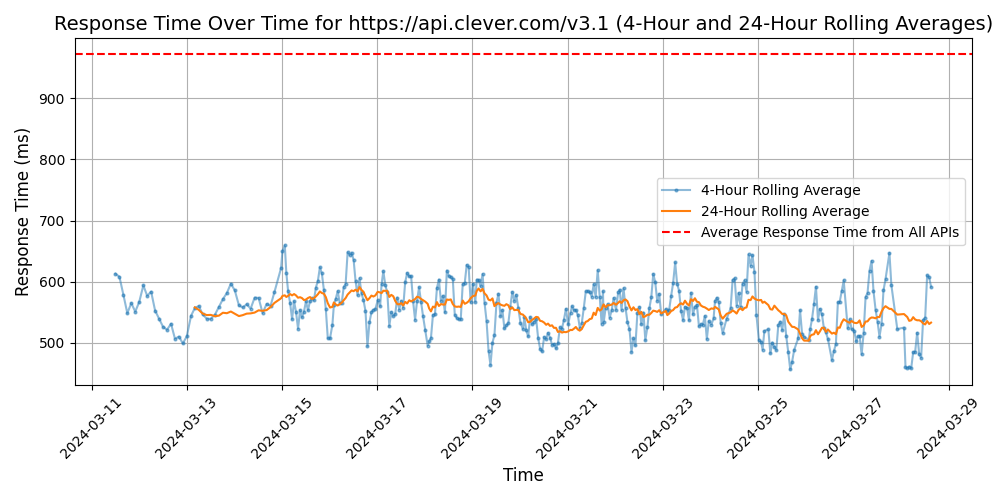 Response Time Over Time for https://api.clever.com/v3.1 (4-Hour and 24-Hour Rolling Averages)
Response Time (ms)
900
800
700
600
500
4-Hour Rolling Average
24-Hour Rolling Average
Average Response Time from All APIs
2024-03-11
2024-03-13
2024-03-15
2024-03-17
2024-03-19
2024-03-21
2024-03-23
2024-03-25
2024-03-27
2024-03-29
Time